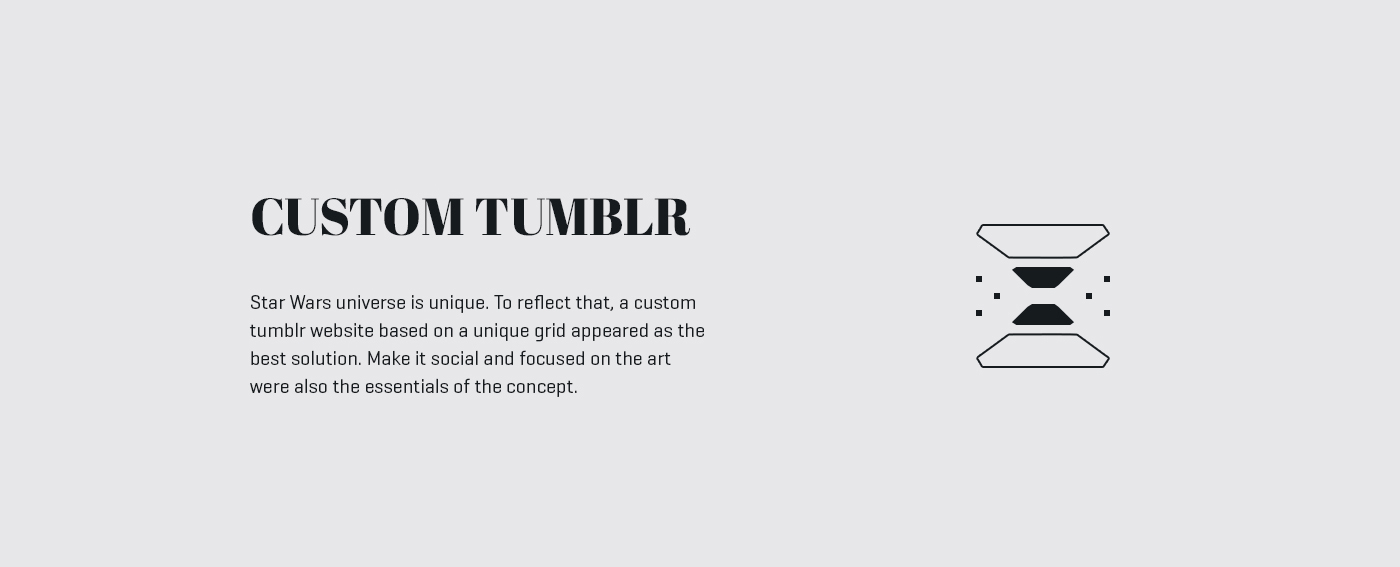 CUSTOM TUMBLR
Star Wars universe is unique. To reflect that, a custom
tumblr website based on a unique grid appeared as the
best solution. Make it social and focused on the art
were also the essentials of the concept.